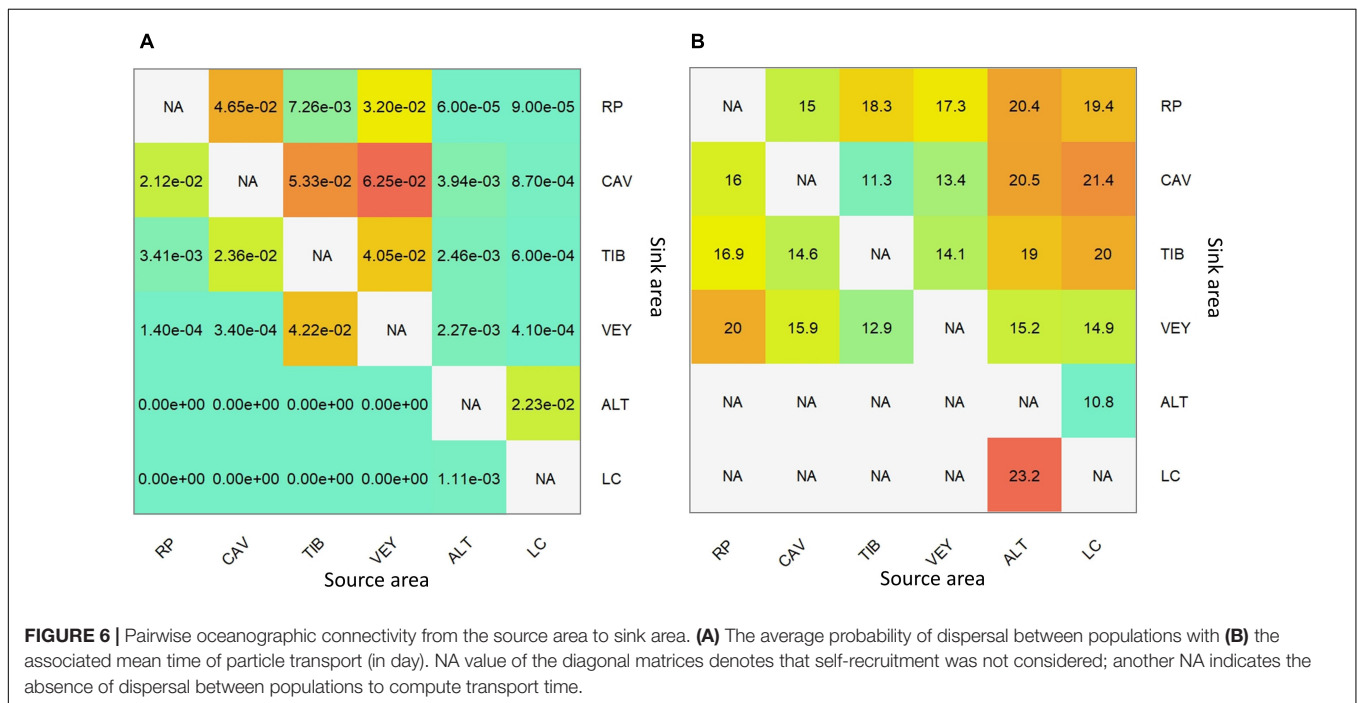 A
B
NA 4.65e-02 7.26e-03 3.20e-02 6.00e-05 9.00e-05 RP
2.12e-02 NA 5.33e-02 6.25e-02 3.94e-03 8.70e-04 CAV
3.41e-03 2.36e-02 NA 4.05e-02 2.46e-03 6.00e-04 TIB
1.40e-04 3.40e-04 4.22e-02 NA 2.27e-03 4.10e-04 VEY
0.00e+00 0.00e+00 0.00e+00 0.00e+00 NA 2.23e-02 ALT
0.00e+00 0.00e+00 0.00e+00 0.00e+00 1.11e-03 NA LC
Sink area
RP CAV TIB VEY ALT LC
Source area
NA 15 18.3 17.3 20.4 19.4 RP
16 NA 11.3 13.4 20.5 21.4 CAV
16.9 14.6 NA 14.1 19 20 TIB
20 15.9 12.9 NA 15.2 14.9 VEY
NA NA NA NA NA 10.8 ALT
NA NA NA NA 23.2 NA LC
Sink area
RP CAV TIB VEY ALT LC
Source area
FIGURE 6 | Pairwise oceanographic connectivity from the source area to sink area. (A) The average probability of dispersal between populations with (B) the
associated mean time of particle transport (in day). NA value of the diagonal matrices denotes that self-recruitment was not considered; another NA indicates the
absence of dispersal between populations to compute transport time.